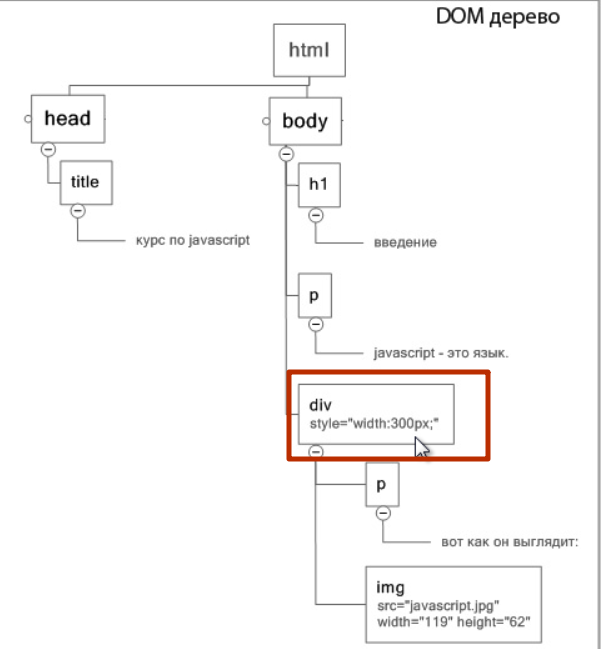 DOM дерево
html
head
body
title
h1
курс по javascript
введение
p
javascript - это язык.
div
style="width:300px;"
p
вот как он выглядит:
img
src="javascript.jpg"
width="119" height="62"